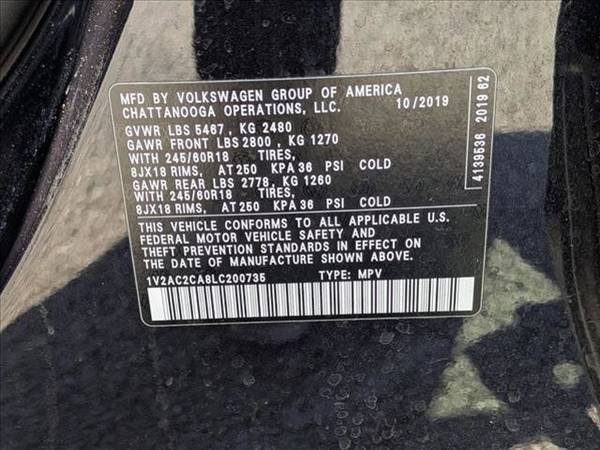 MFD BY VOLKSWAGEN GROUP OF AMERICA
CHATTANOOGA OPERATIONS, LLC. 10/2019
GVWR LBS 5467, KG 2480
GAWR FRONT LBS 2800, KG 1270
WITH 245/60R18 TIRES,
8JX18 RIMS, AT 250 KPA 36 PSI COLD
GAWR REAR LBS 2778, KG 1260
WITH 245/60R18 TIRES,
8JX18 RIMS, AT 250 KPA 36 PSI COLD
THIS VEHICLE CONFORMS TO ALL APPLICABLE U.S.
FEDERAL MOTOR VEHICLE SAFETY AND
THEFT PREVENTION STANDARDS IN EFFECT ON
THE DATE OF MANUFACTURE SHOWN ABOVE.
1V2AC2CA8LC200735 TYPE: MPV
4139536 2019 62